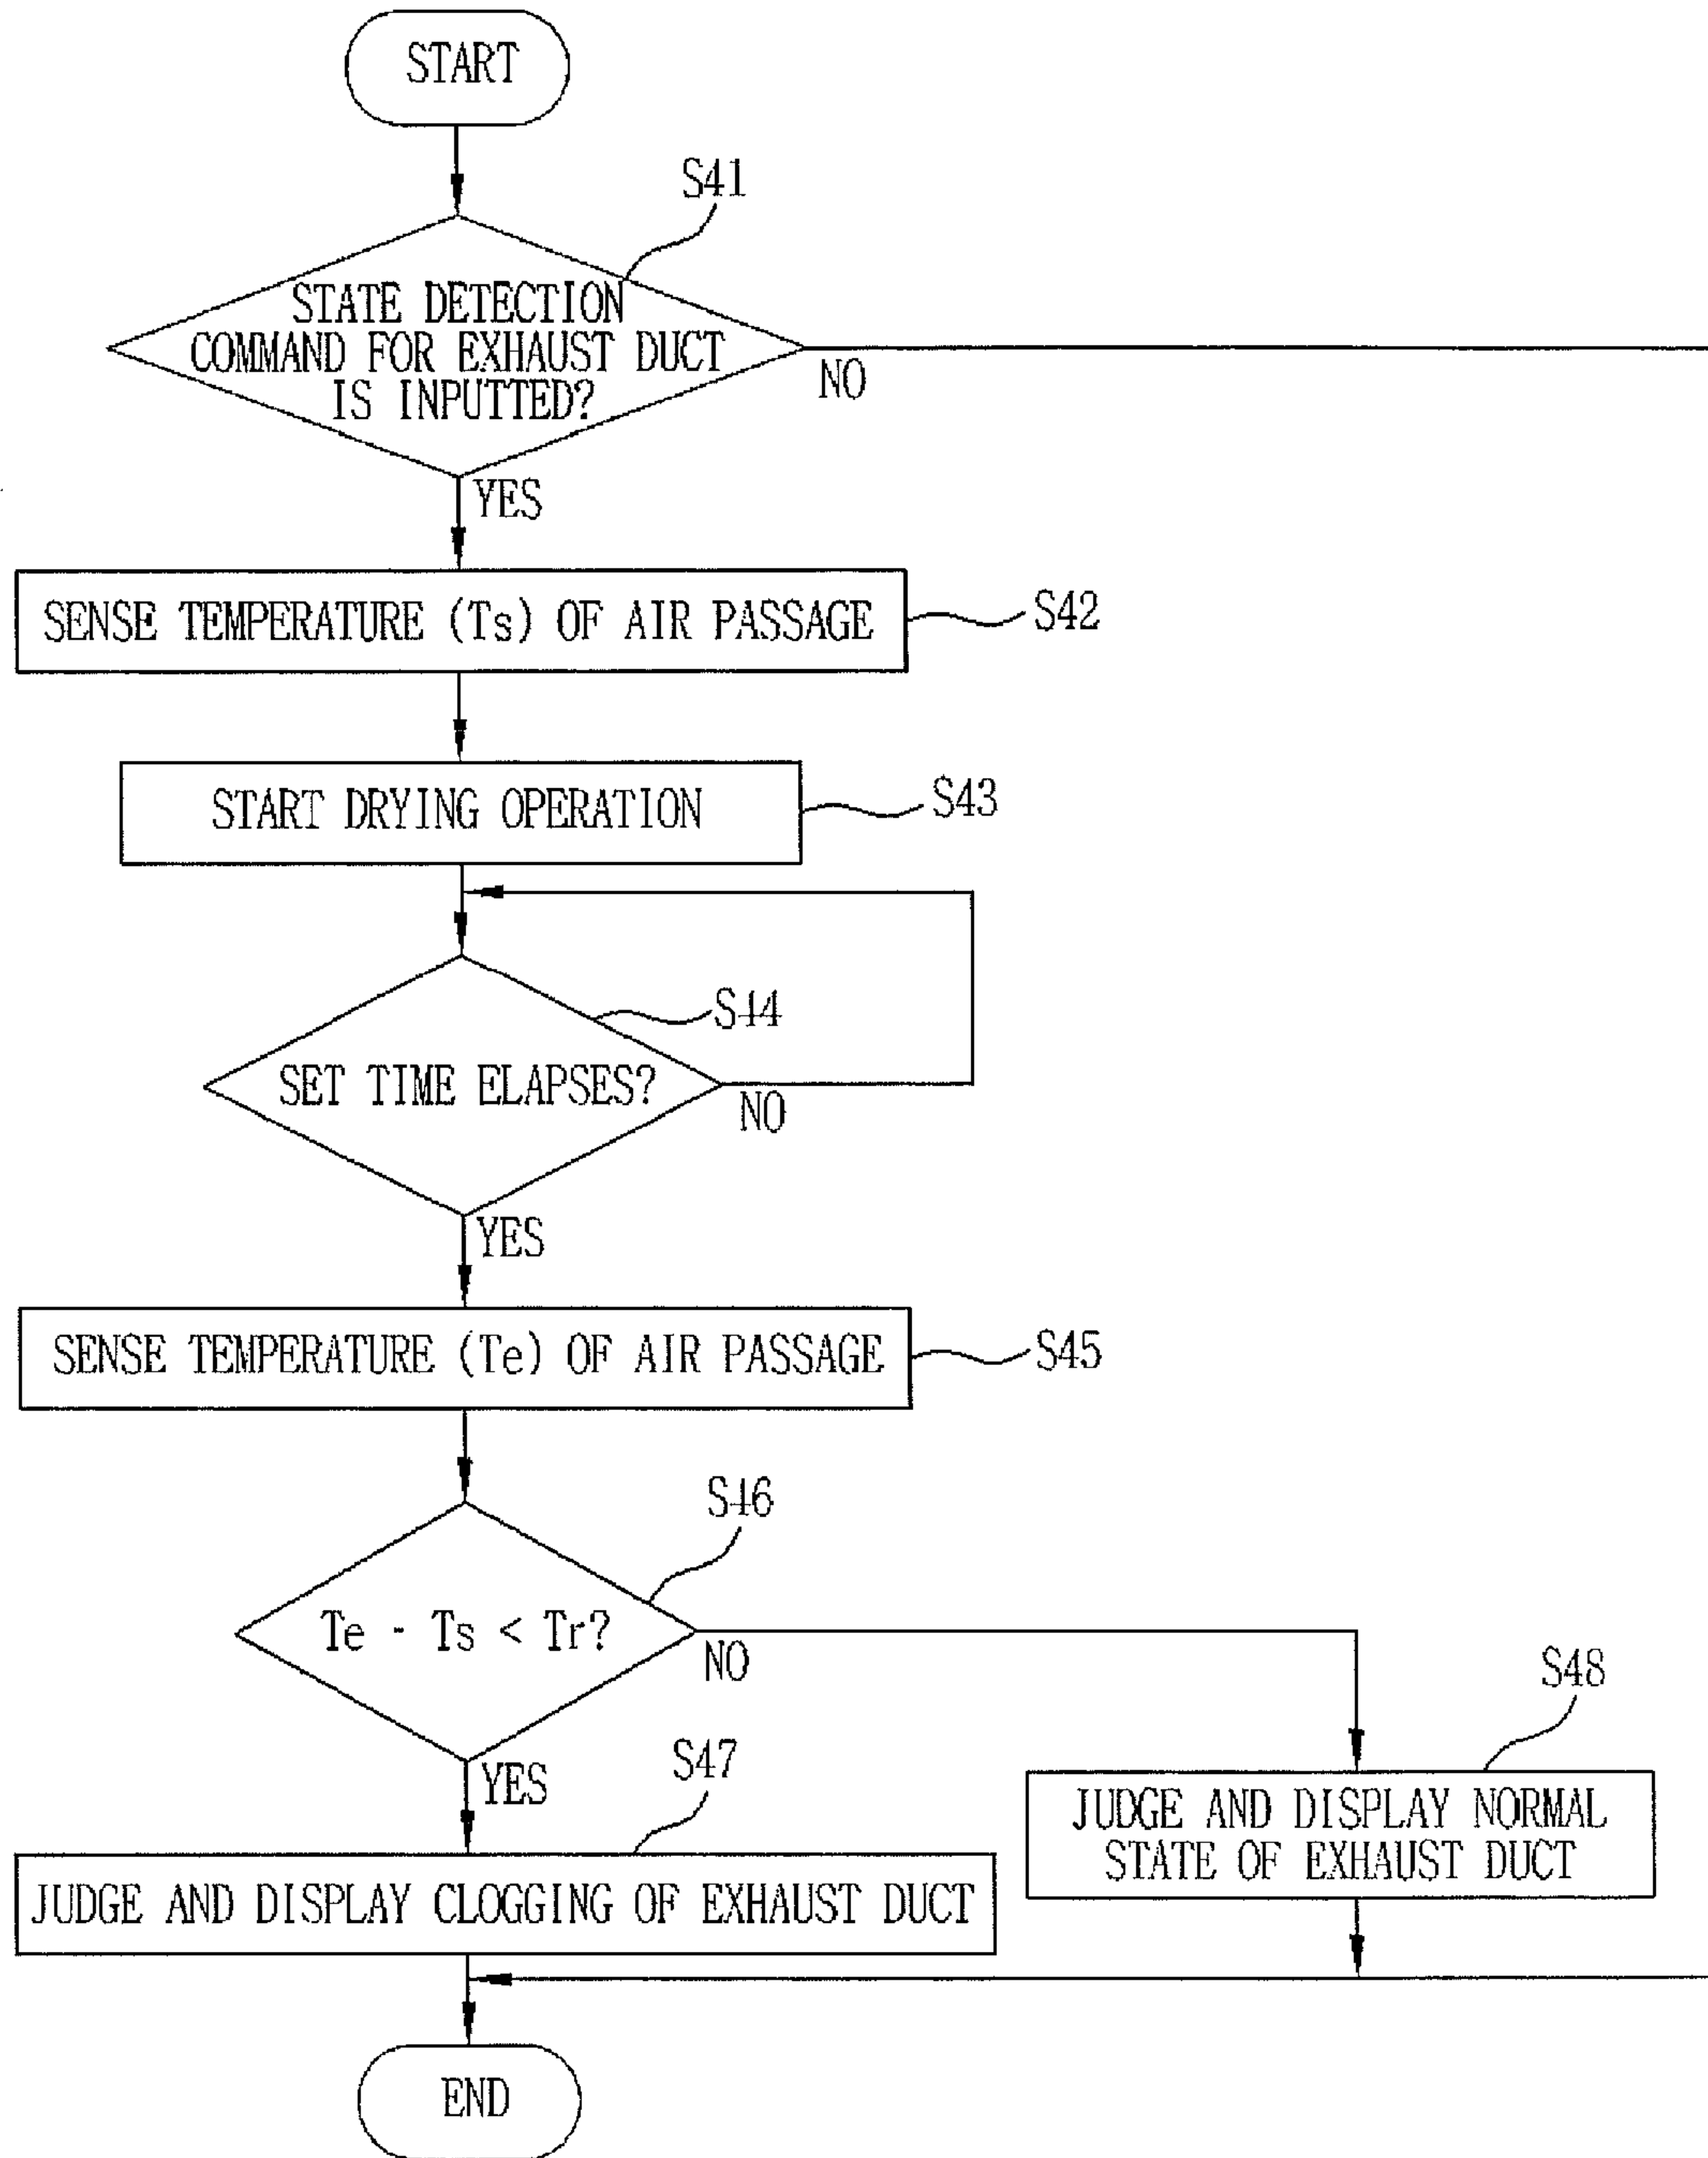 START
S41
STATE DETECTION
COMMAND FOR EXHAUST DUCT
IS INPUTTED?
NO
YES
SENSE TEMPERATURE (Ts) OF AIR PASSAGE
S42
START DRYING OPERATION
S43
S44
SET TIME ELAPSES?
NO
YES
SENSE TEMPERATURE (Te) OF AIR PASSAGE
S45
S46
Te - Ts < Tr?
NO
YES
S48
JUDGE AND DISPLAY NORMAL
STATE OF EXHAUST DUCT
S47
JUDGE AND DISPLAY CLOGGING OF EXHAUST DUCT
END